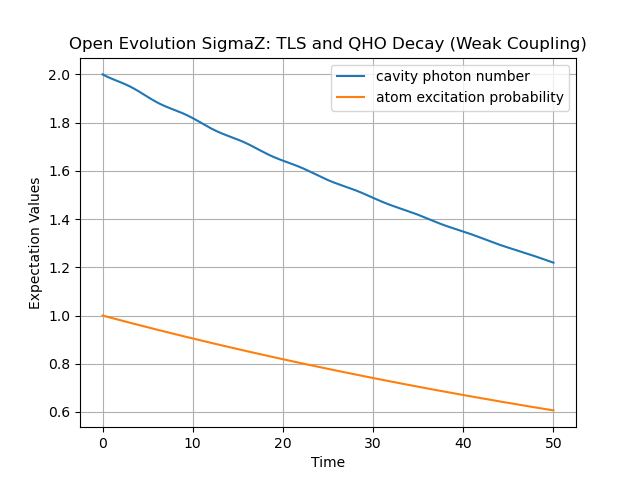 Open Evolution SigmaZ: TLS and QHO Decay (Weak Coupling)
cavity photon number
atom excitation probability
2.0
1.8
1.6
1.4
1.2
1.0
0.8
0.6
Expectation Values
0 10 20 30 40 50
Time